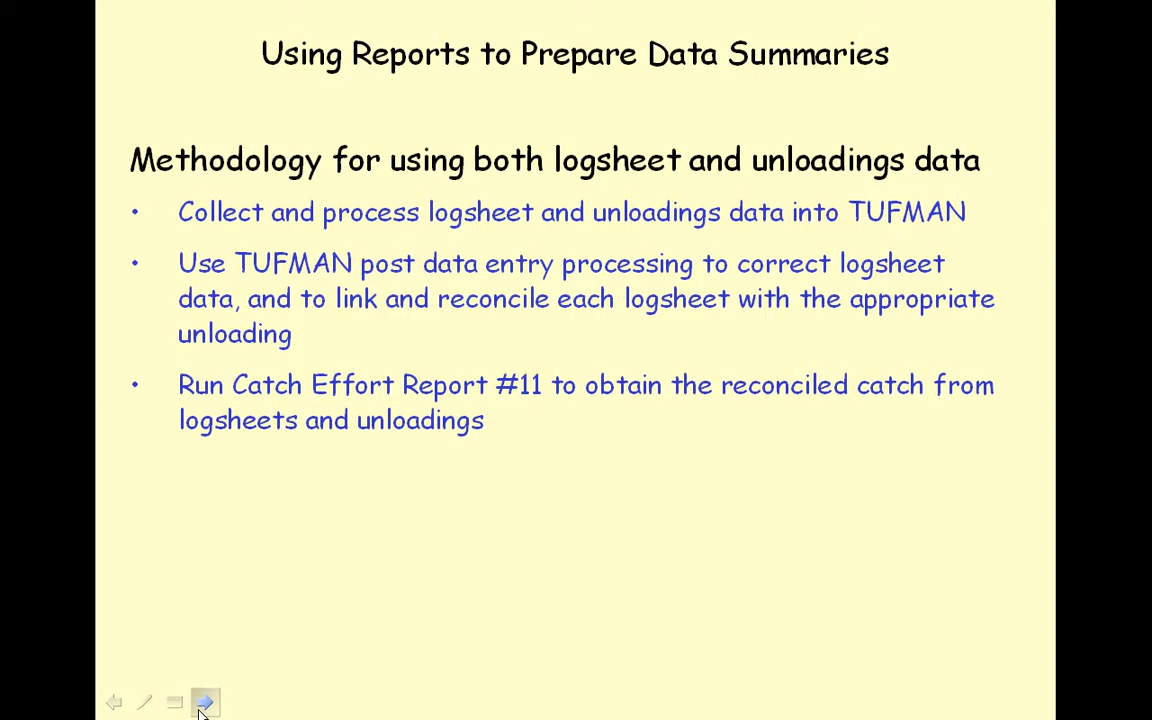 Using Reports to Prepare Data Summaries
Methodology for using both logsheet and unloadings data
• Collect and process logsheet and unloadings data into TUFMAN
• Use TUFMAN post data entry processing to correct logsheet
data, and to link and reconcile each logsheet with the appropriate
unloading
• Run Catch Effort Report #11 to obtain the reconciled catch from
logsheets and unloadings